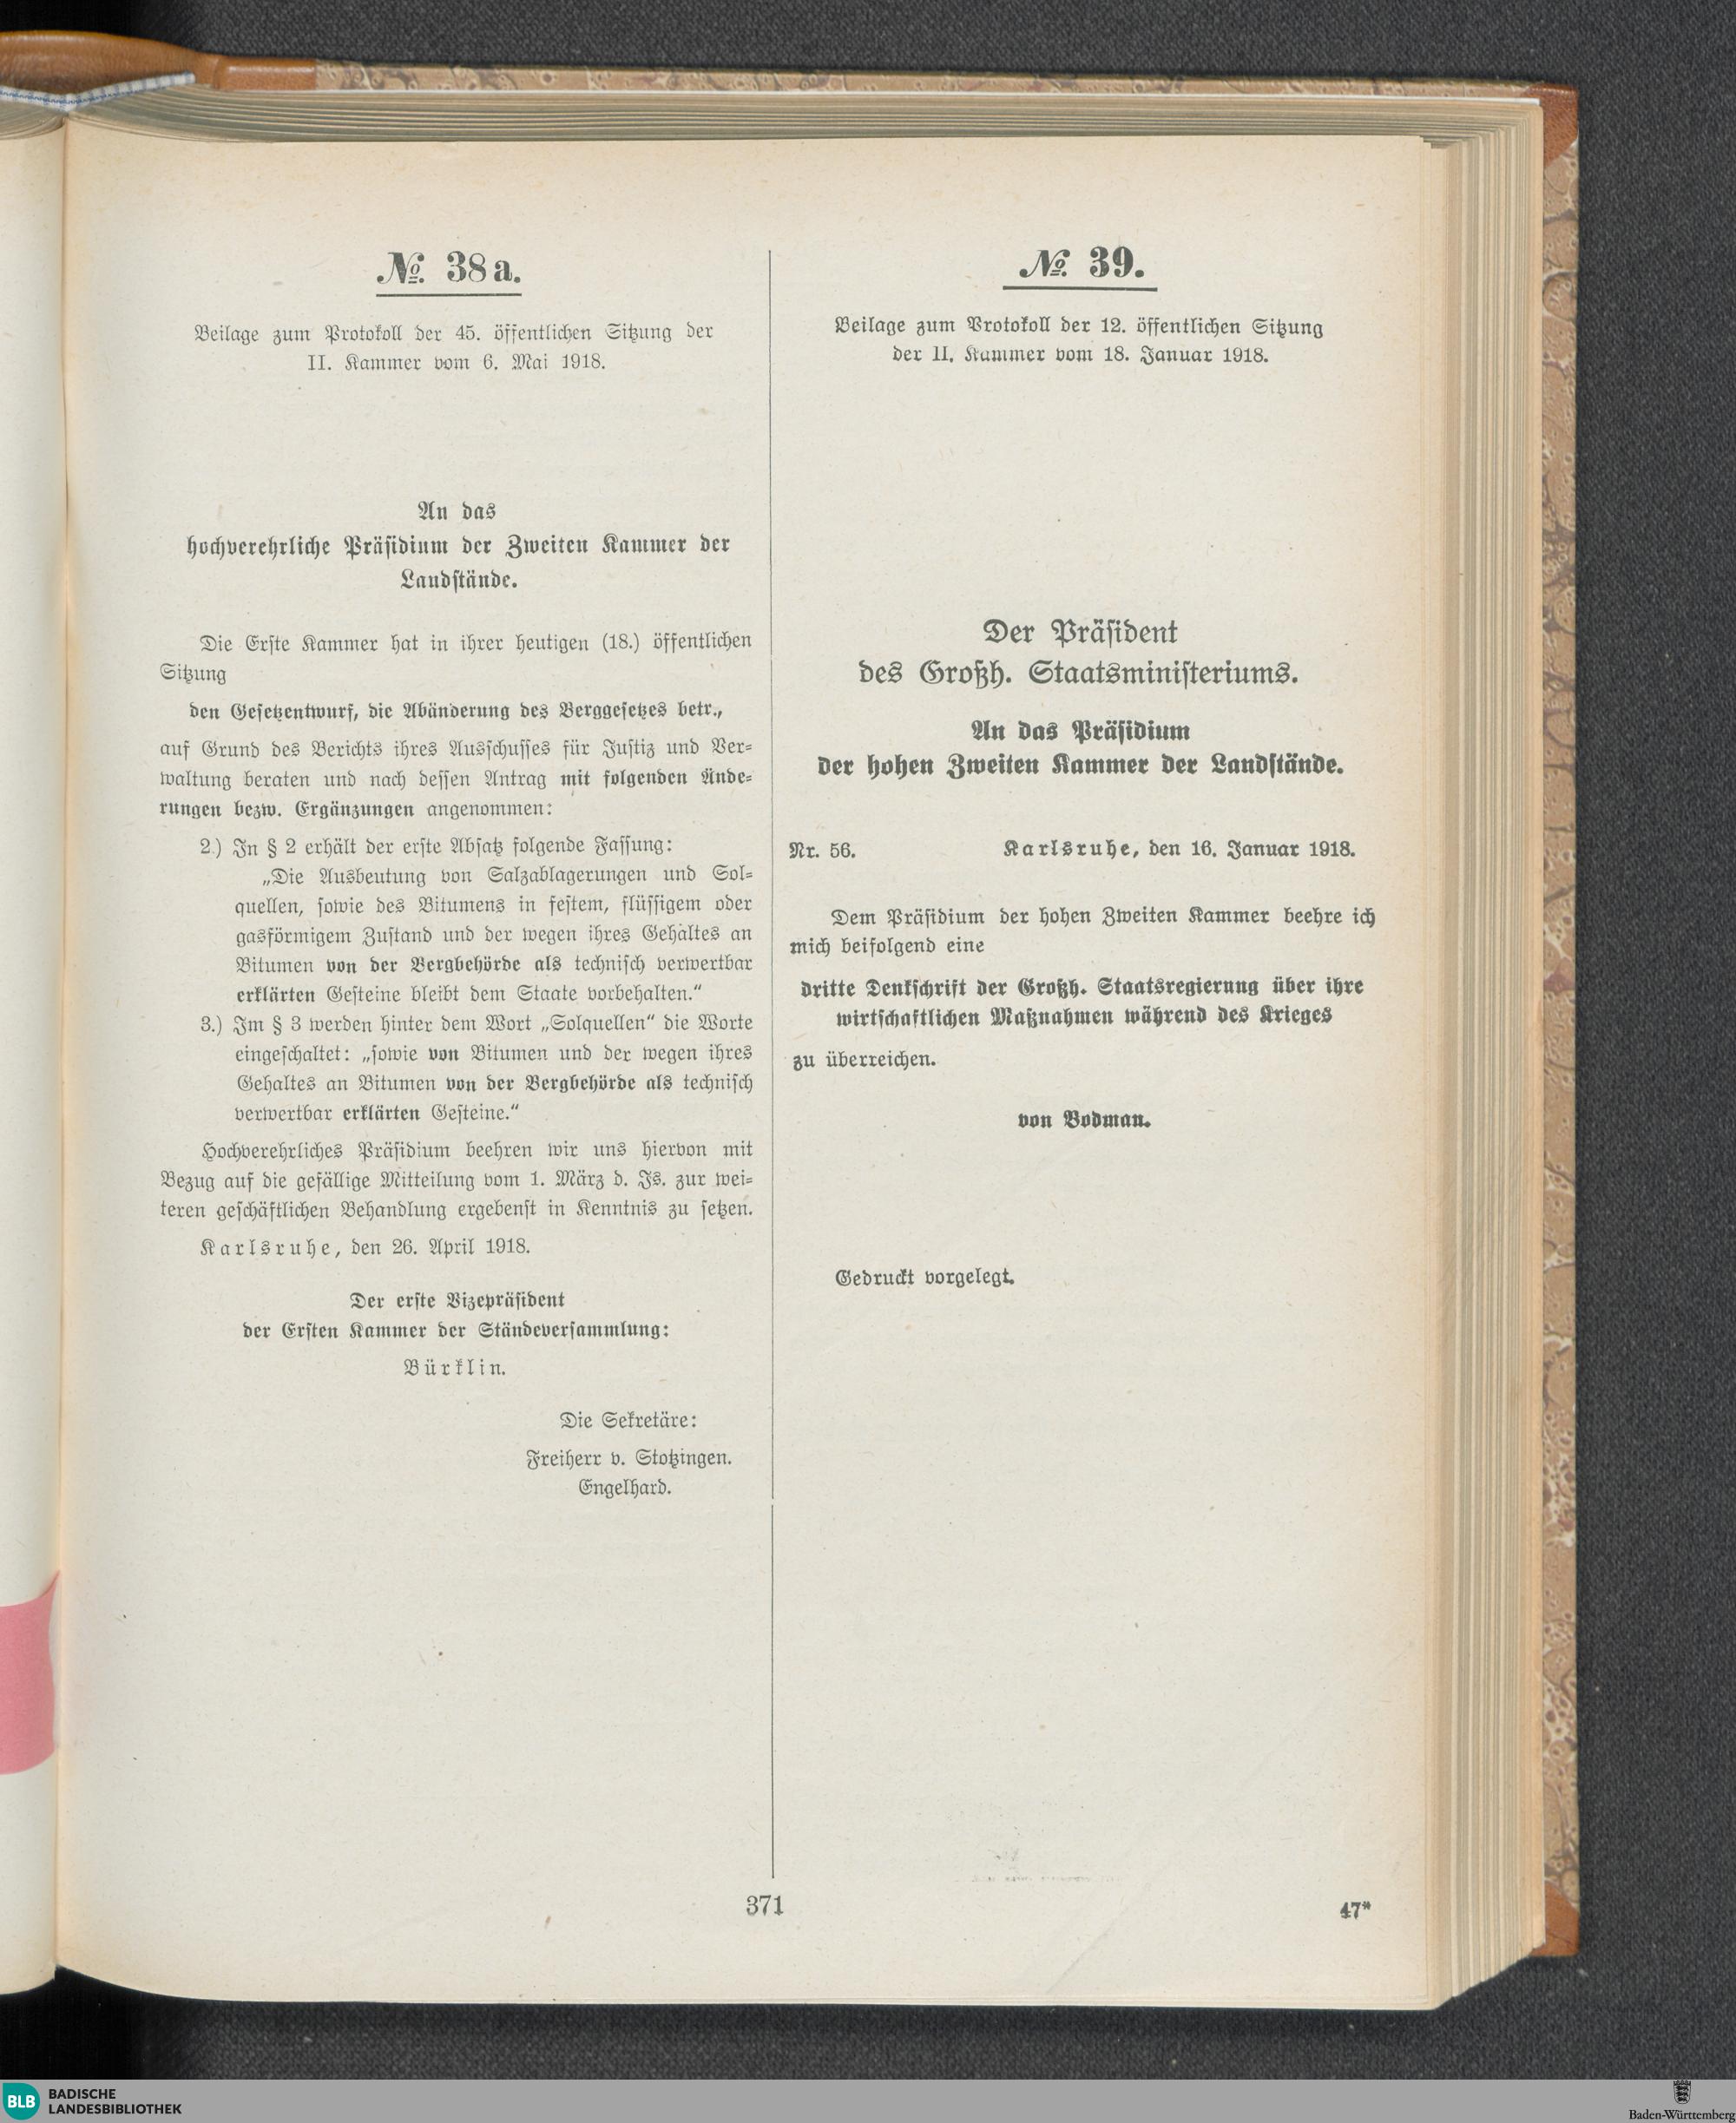 № 38a.
Beilage zum Protokoll der 45. öffentlichen Sitzung der
II. Kammer vom 6. Mai 1918.
An das
hochverehrliche Präsidium der Zweiten Kammer der
Landstände.
Die Erste Kammer hat in ihrer heutigen (18.) öffentlichen
Sitzung
den Gesetzentwurf, die Abänderung des Berggesetzes betr.,
auf Grund des Berichts ihres Ausschusses für Justiz und Ver-
waltung beraten und nach dessen Antrag mit folgenden Ände-
rungen bezw. Ergänzungen angenommen:
2.) In § 2 erhält der erste Absatz folgende Fassung:
„Die Ausbeutung von Salzablagerungen und Sol-
quellen, sowie des Bitumens in festem, flüssigem oder
gasförmigem Zustand und der wegen ihres Gehaltes an
Bitumen von der Bergbehörde als technisch verwertbar
erklärten Gesteine bleibt dem Staate vorbehalten.“
3.) Im § 3 werden hinter dem Wort „Solquellen“ die Worte
eingeschaltet: „sowie von Bitumen und der wegen ihres
Gehaltes an Bitumen von der Bergbehörde als technisch
verwertbar erklärten Gesteine.“
Hochverehrliches Präsidium beehren wir uns hiervon mit
Bezug auf die gefällige Mitteilung vom 1. März d. Js. zur wei-
teren geschäftlichen Behandlung ergebenst in Kenntnis zu setzen.
Karlsruhe, den 26. April 1918.
Der erste Vizepräsident
der Ersten Kammer der Ständeversammlung:
Bürklin.
Die Sekretäre:
Freiherr v. Stotzingen.
Engelhard.
№ 39.
Beilage zum Protokoll der 12. öffentlichen Sitzung
der II. Kammer vom 18. Januar 1918.
Der Präsident
des Großh. Staatsministeriums.
An das Präsidium
der hohen Zweiten Kammer der Landstände.
Nr. 56. Karlsruhe, den 16. Januar 1918.
Dem Präsidium der hohen Zweiten Kammer beehre ich
mich beifolgend eine
dritte Denkschrift der Großh. Staatsregierung über ihre
wirtschaftlichen Maßnahmen während des Krieges
zu überreichen.
von Bodman.
Gedruckt vorgelegt.
371
47*
BLB BADISCHE
LANDESBIBLIOTHEK
Baden-Württemberg